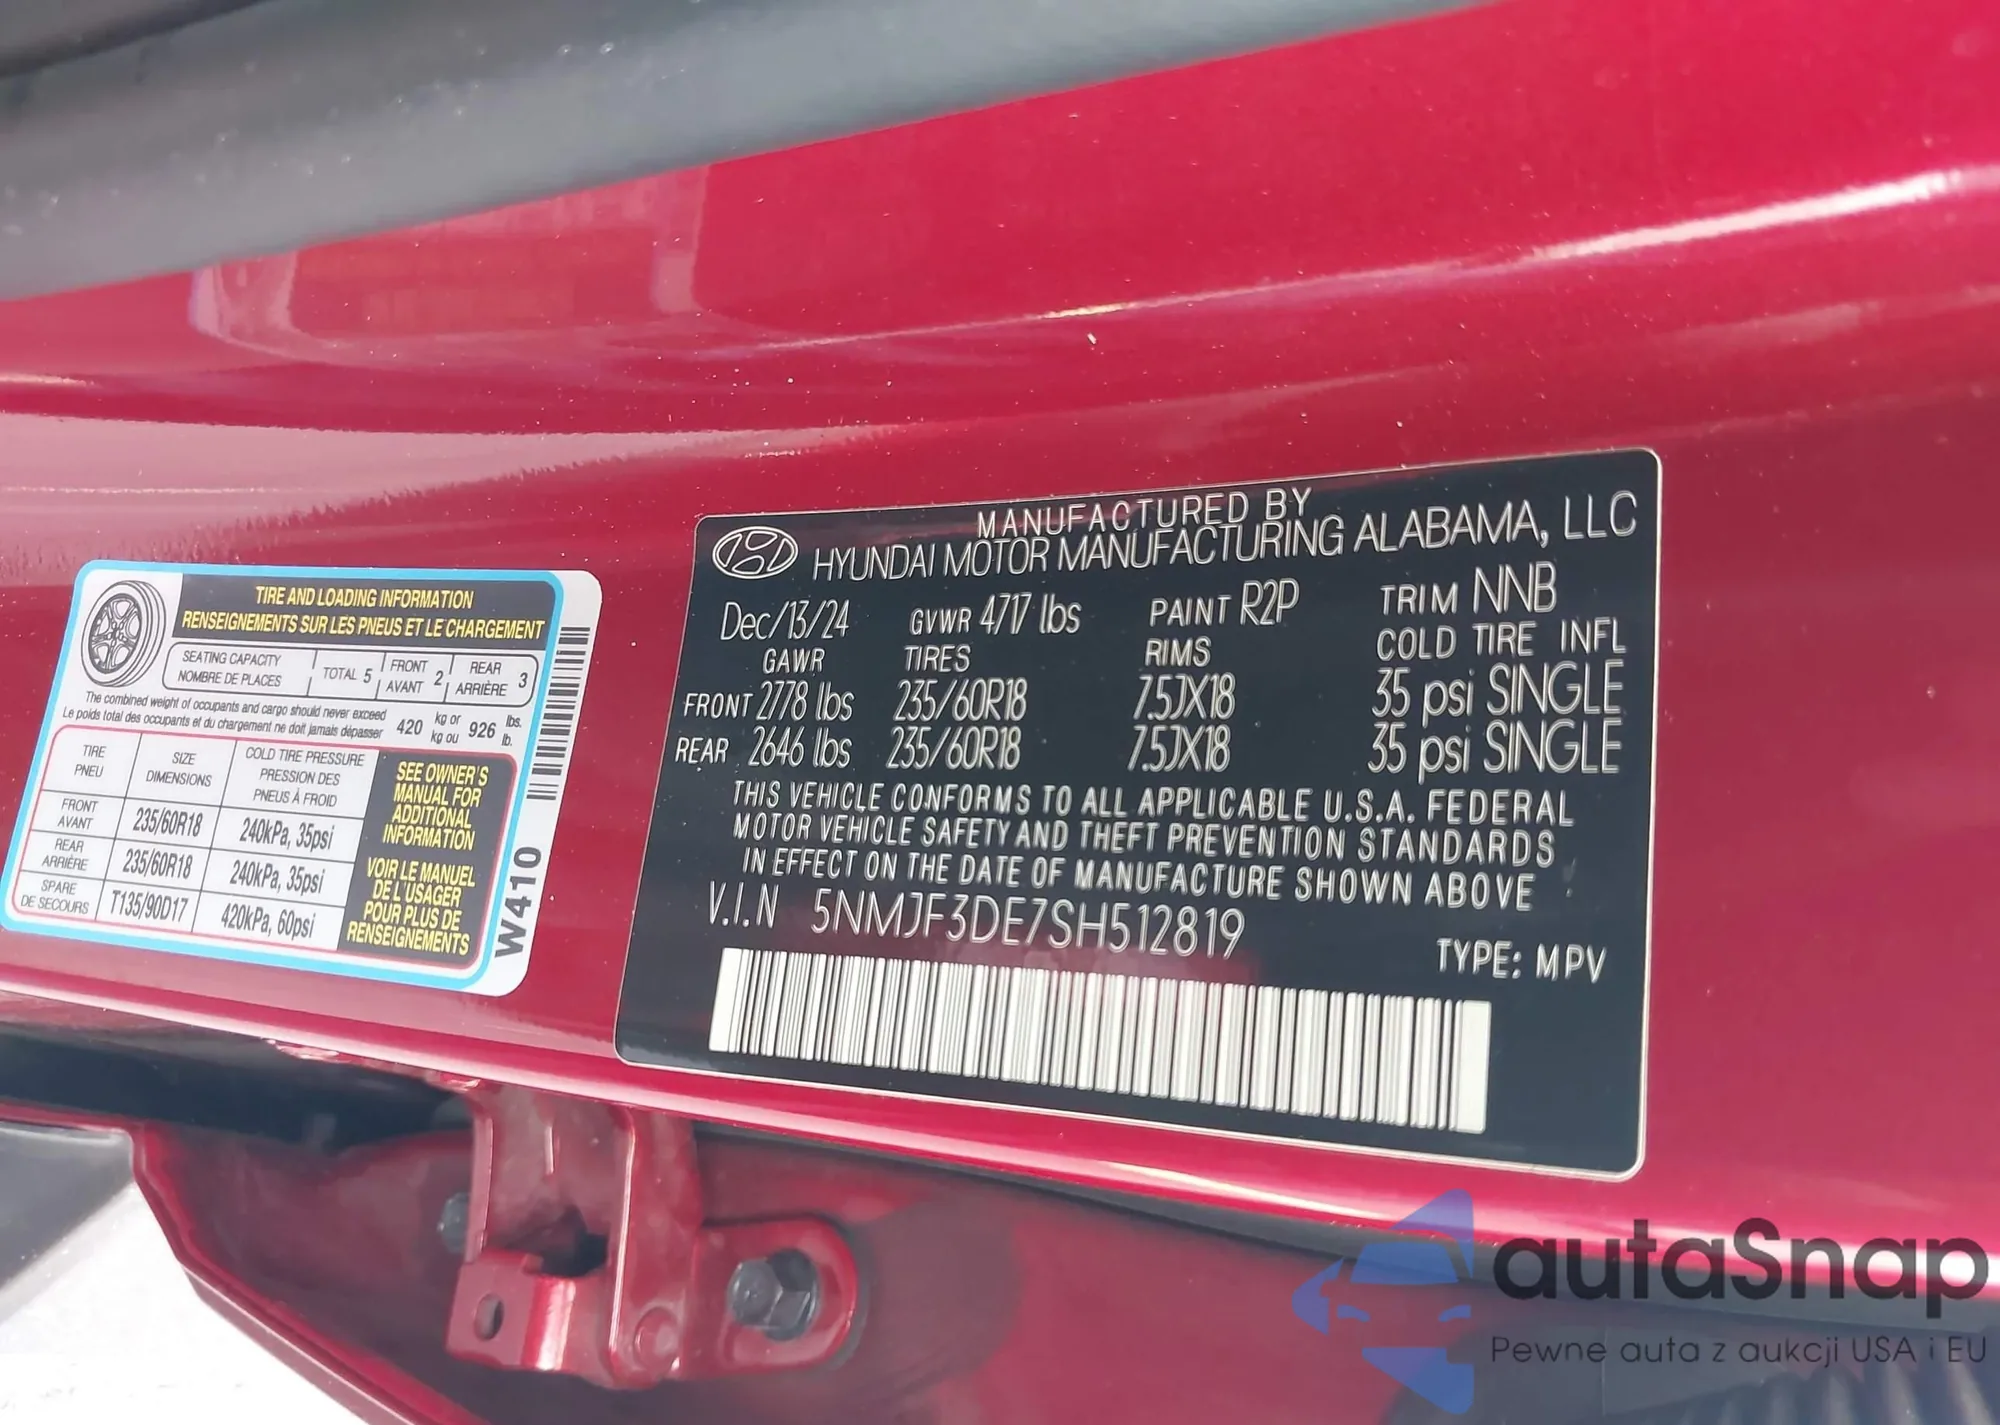 TIRE AND LOADING INFORMATION
RENSEIGNEMENTS SUR LES PNEUS ET LE CHARGEMENT
SEATING CAPACITY
NOMBRE DE PLACES
TOTAL 5
FRONT
AVANT 2
REAR
ARRIÈRE 3
The combined weight of occupants and cargo should never exceed
Le poids total des occupants et du chargement ne doit jamais dépasser
420 kg or
kg ou
926 lbs.
lb.
TIRE
PNEU
SIZE
DIMENSIONS
COLD TIRE PRESSURE
PRESSION DES
PNEUS À FROID
FRONT
AVANT
235/60R18
240kPa, 35psi
REAR
ARRIÈRE
235/60R18
240kPa, 35psi
SPARE
DE SECOURS
T135/90D17
420kPa, 60psi
SEE OWNER'S
MANUAL FOR
ADDITIONAL
INFORMATION
VOIR LE MANUEL
DE L'USAGER
POUR PLUS DE
RENSEIGNEMENTS
W410
MANUFACTURED BY
HYUNDAI MOTOR MANUFACTURING ALABAMA, LLC
Dec/13/24 GVWR 4717 lbs PAINT R2P TRIM NNB
GAWR TIRES RIMS COLD TIRE INFL
FRONT 2778 lbs 235/60R18 7.5JX18 35 psi SINGLE
REAR 2646 lbs 235/60R18 7.5JX18 35 psi SINGLE
THIS VEHICLE CONFORMS TO ALL APPLICABLE U.S.A. FEDERAL
MOTOR VEHICLE SAFETY AND THEFT PREVENTION STANDARDS
IN EFFECT ON THE DATE OF MANUFACTURE SHOWN ABOVE
V.I.N 5NMJF3DE7SH512819
TYPE: MPV
autaSnap
Pewne auta z aukcji USA i EU